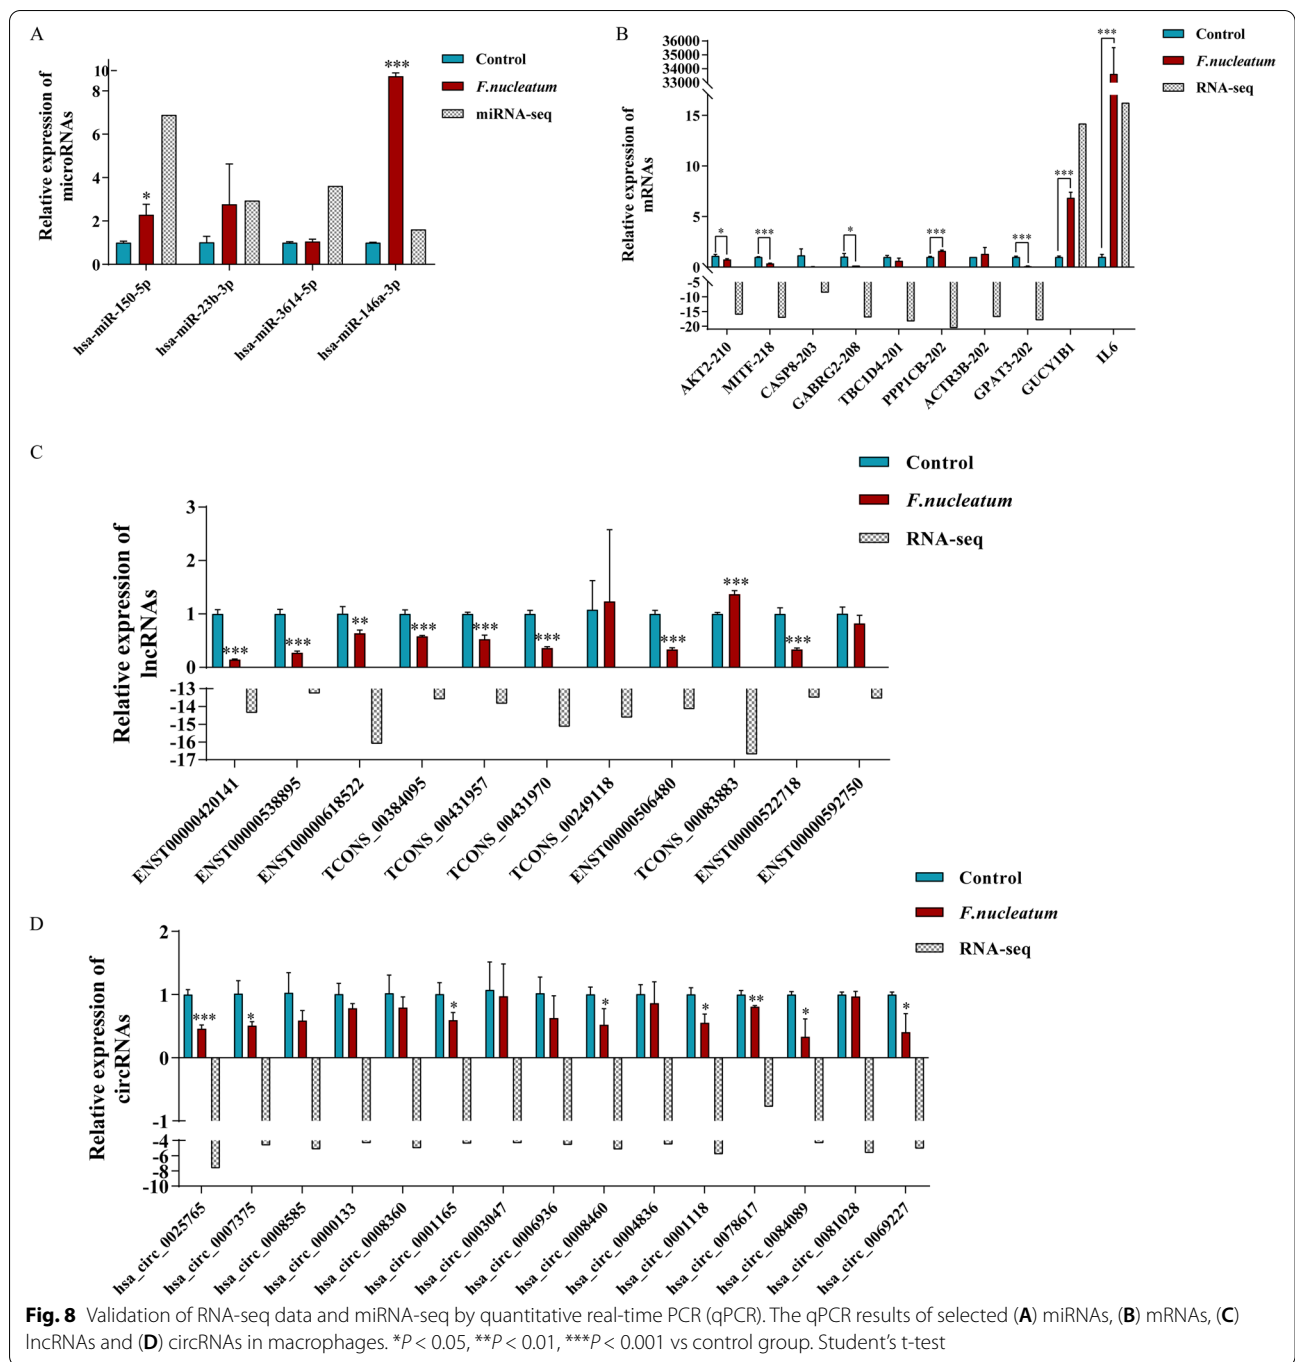 A
Relative expression of
microRNAs
10
8
6
4
2
0
*
***
Control
F.nucleatum
miRNA-seq
hsa-miR-150-5p
hsa-miR-23b-3p
hsa-miR-3614-5p
hsa-miR-146a-3p
B
Relative expression of
mRNAs
36000
35000
34000
33000
15
10
5
0
-5
-10
-15
-20
*
***
*
***
***
***
***
Control
F.nucleatum
RNA-seq
AKT2-210
MITF-218
CASP8-203
GABRG2-208
TBC1D4-201
PPP1CB-202
ACTR3B-202
GPAT3-202
GUCY1B1
IL6
C
Relative expression of
lncRNAs
3
2
1
0
-13
-14
-15
-16
-17
***
***
**
***
***
***
***
***
***
Control
F.nucleatum
RNA-seq
ENST00000420141
ENST00000538895
ENST00000618522
TCONS_00384095
TCONS_00431957
TCONS_00431970
TCONS_00249118
ENST00000506480
TCONS_00083883
ENST00000522718
ENST00000592750
D
Relative expression of
circRNAs
2
1
0
-1
-4
-6
-8
-10
***
*
*
*
*
**
*
*
Control
F.nucleatum
RNA-seq
hsa_circ_0025765
hsa_circ_0007375
hsa_circ_0008585
hsa_circ_0000133
hsa_circ_0008360
hsa_circ_0001165
hsa_circ_0003047
hsa_circ_0006936
hsa_circ_0008460
hsa_circ_0004836
hsa_circ_0001118
hsa_circ_0078617
hsa_circ_0084089
hsa_circ_0081028
hsa_circ_0069227
Fig. 8 Validation of RNA-seq data and miRNA-seq by quantitative real-time PCR (qPCR). The qPCR results of selected (A) miRNAs, (B) mRNAs, (C)
lncRNAs and (D) circRNAs in macrophages. *P < 0.05, **P < 0.01, ***P < 0.001 vs control group. Student's t-test